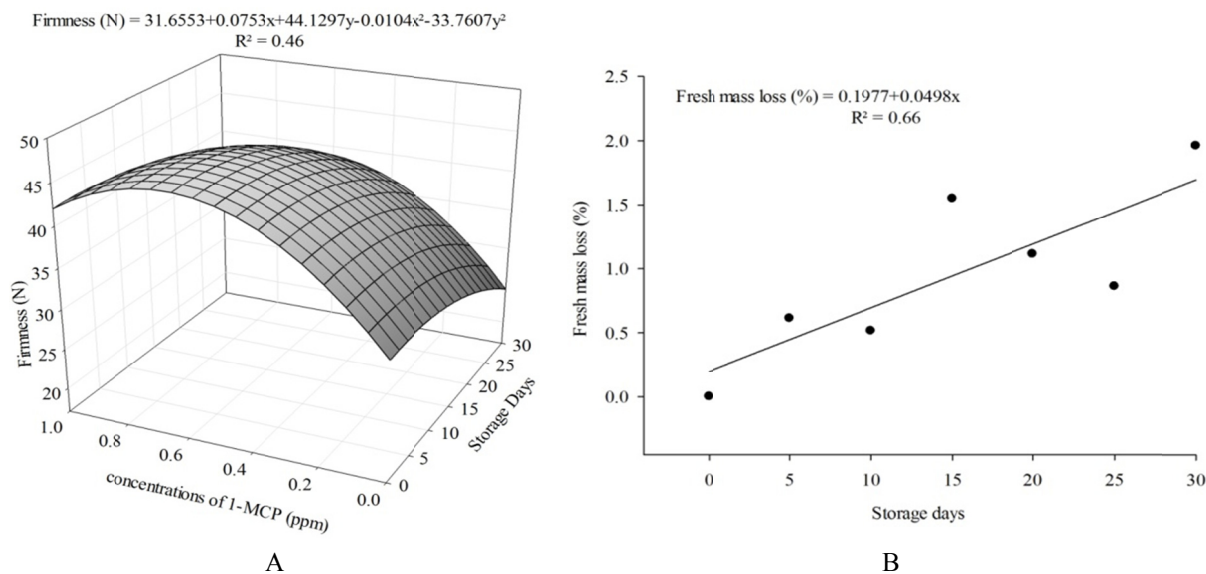 Firmness (N) = 31.6553+0.0753x+44.1297y-0.0104x²-33.7607y²
R² = 0.46
50
45
40
35
30
25
20
Firmness (N)
1.0
0.8
0.6
0.4
0.2
0.0
concentrations of 1-MCP (ppm)
0
5
10
15
20
25
30
Storage Days
A
Fresh mass loss (%) = 0.1977+0.0498x
R² = 0.66
2.5
2.0
1.5
1.0
0.5
0.0
Fresh mass loss (%)
0 5 10 15 20 25 30
Storage days
B